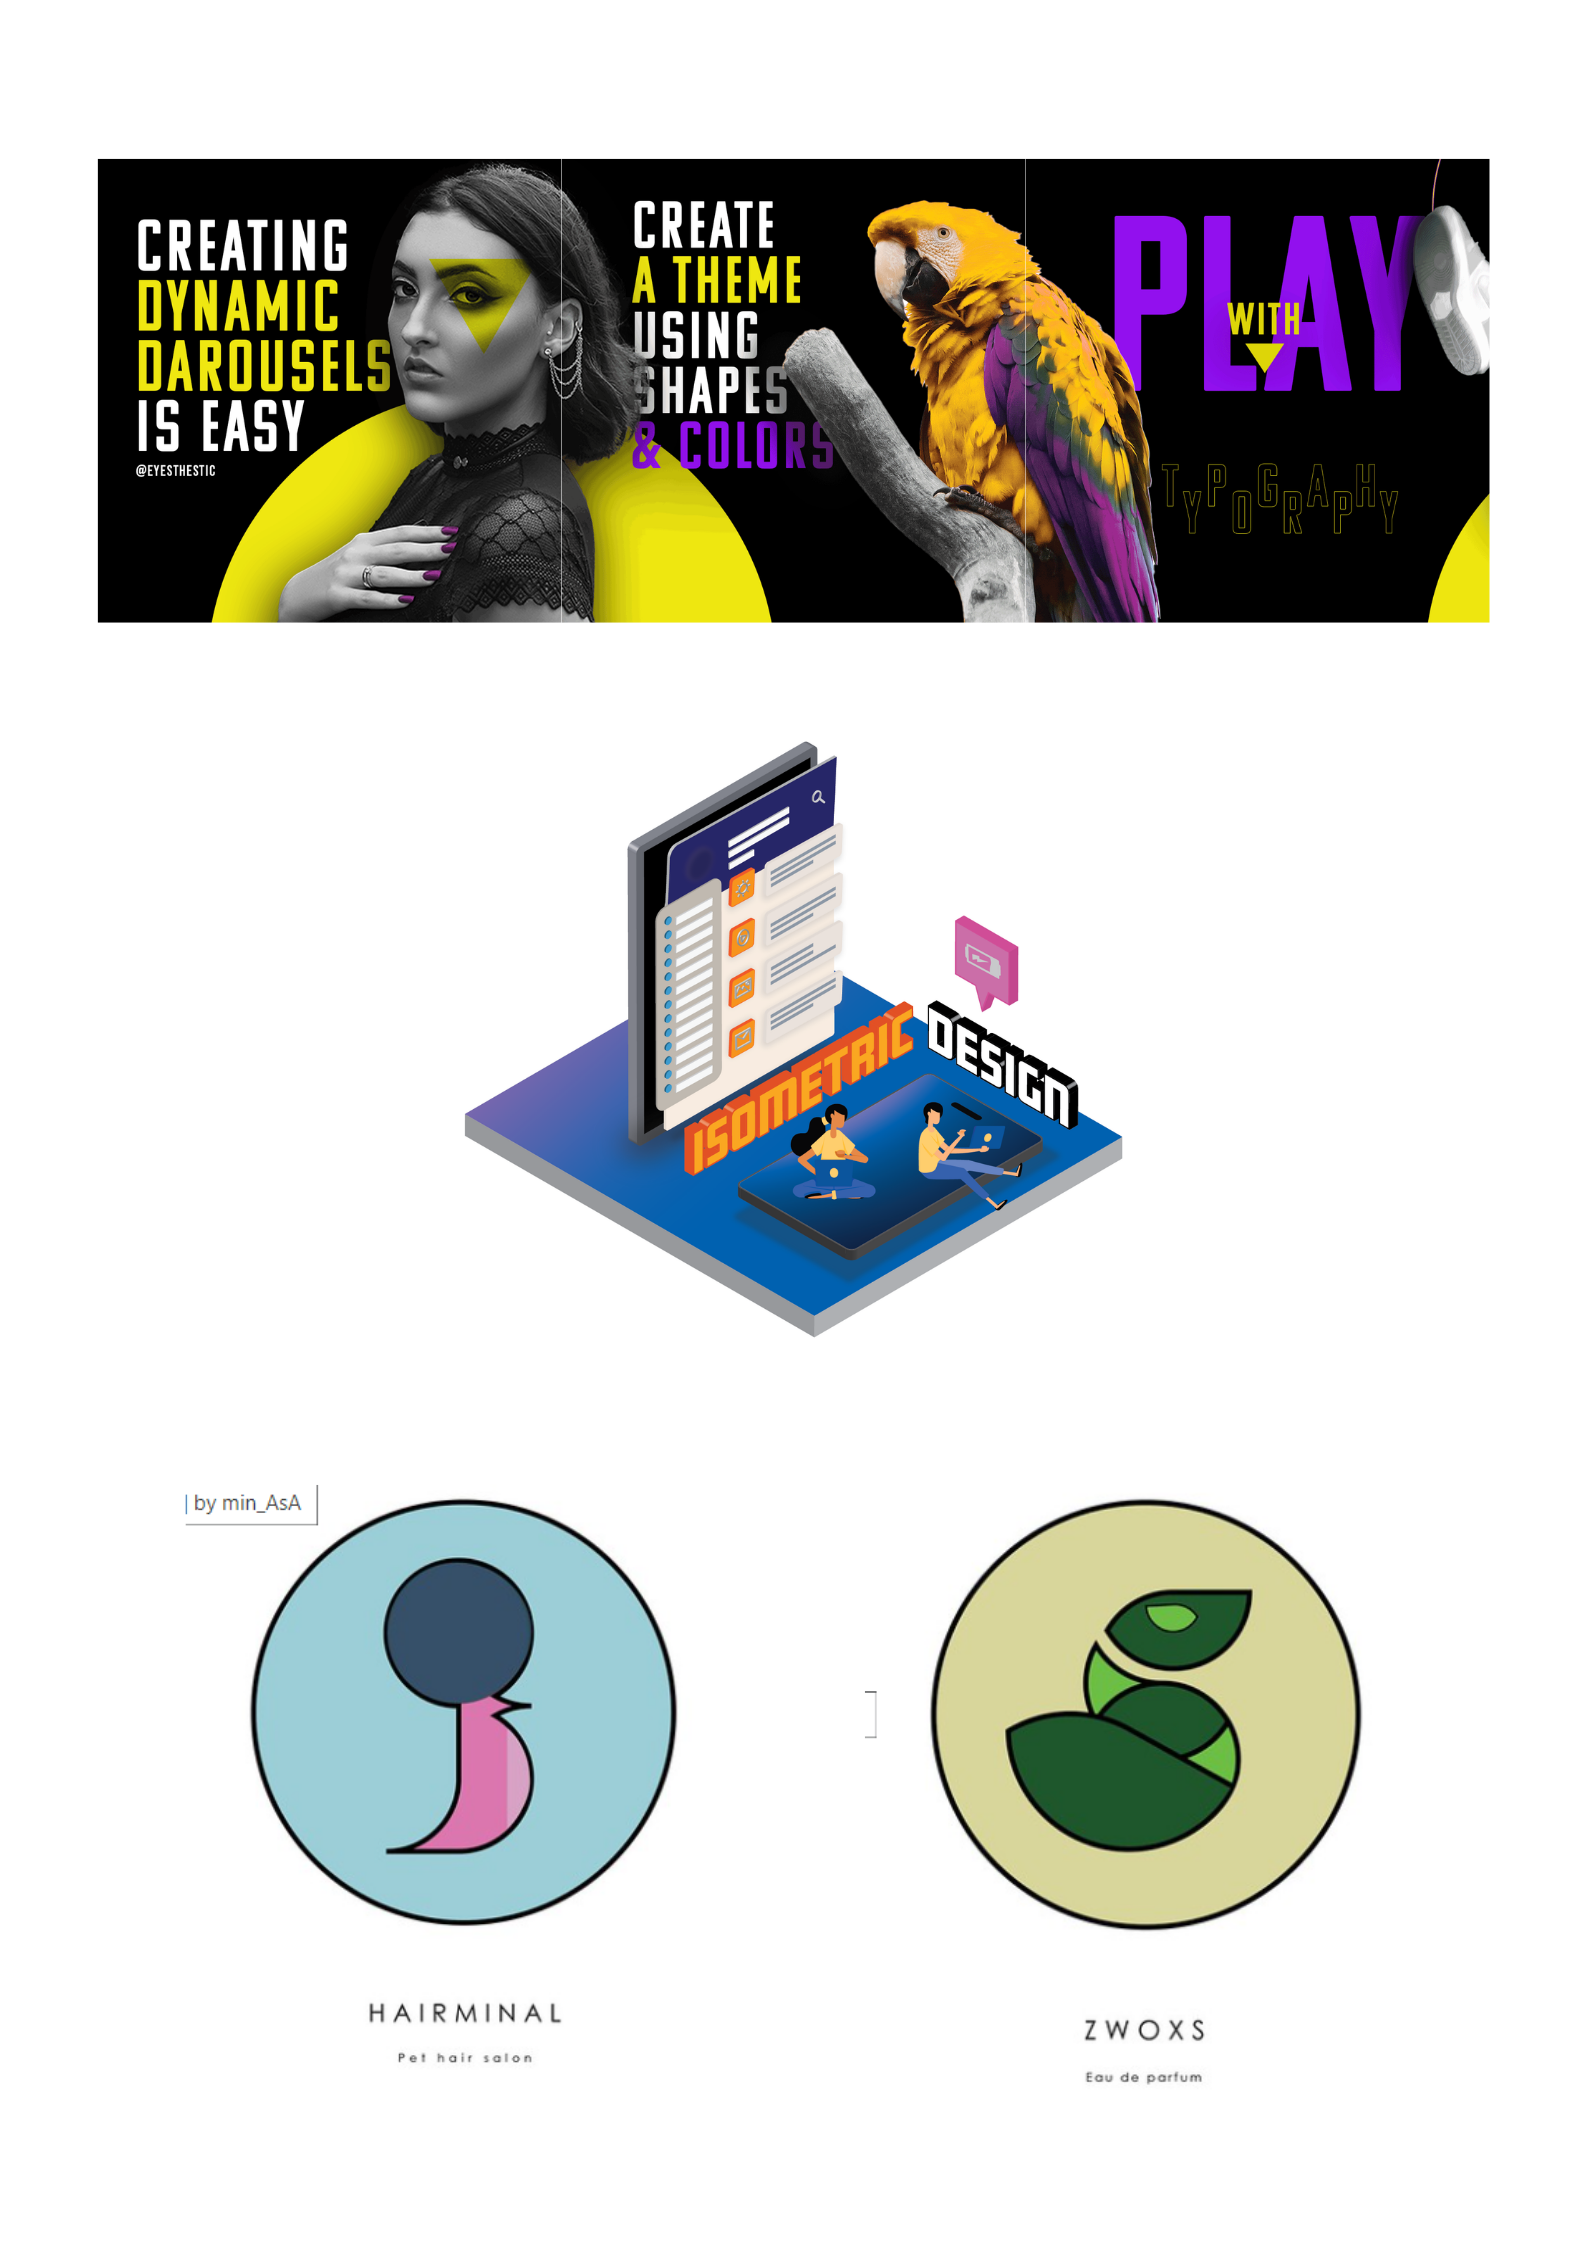 CREATING
DYNAMIC
DAROUSELS
IS EASY
@EYESTHESTIC
CREATE
A THEME
USING
SHAPES
& COLORS
PLAY
WITH
TYPOGRAPHY
ISOMETRIC
DESIGN
by min_AsA
HAIRMINAL
Pet hair salon
ZWOXS
Eau de parfum